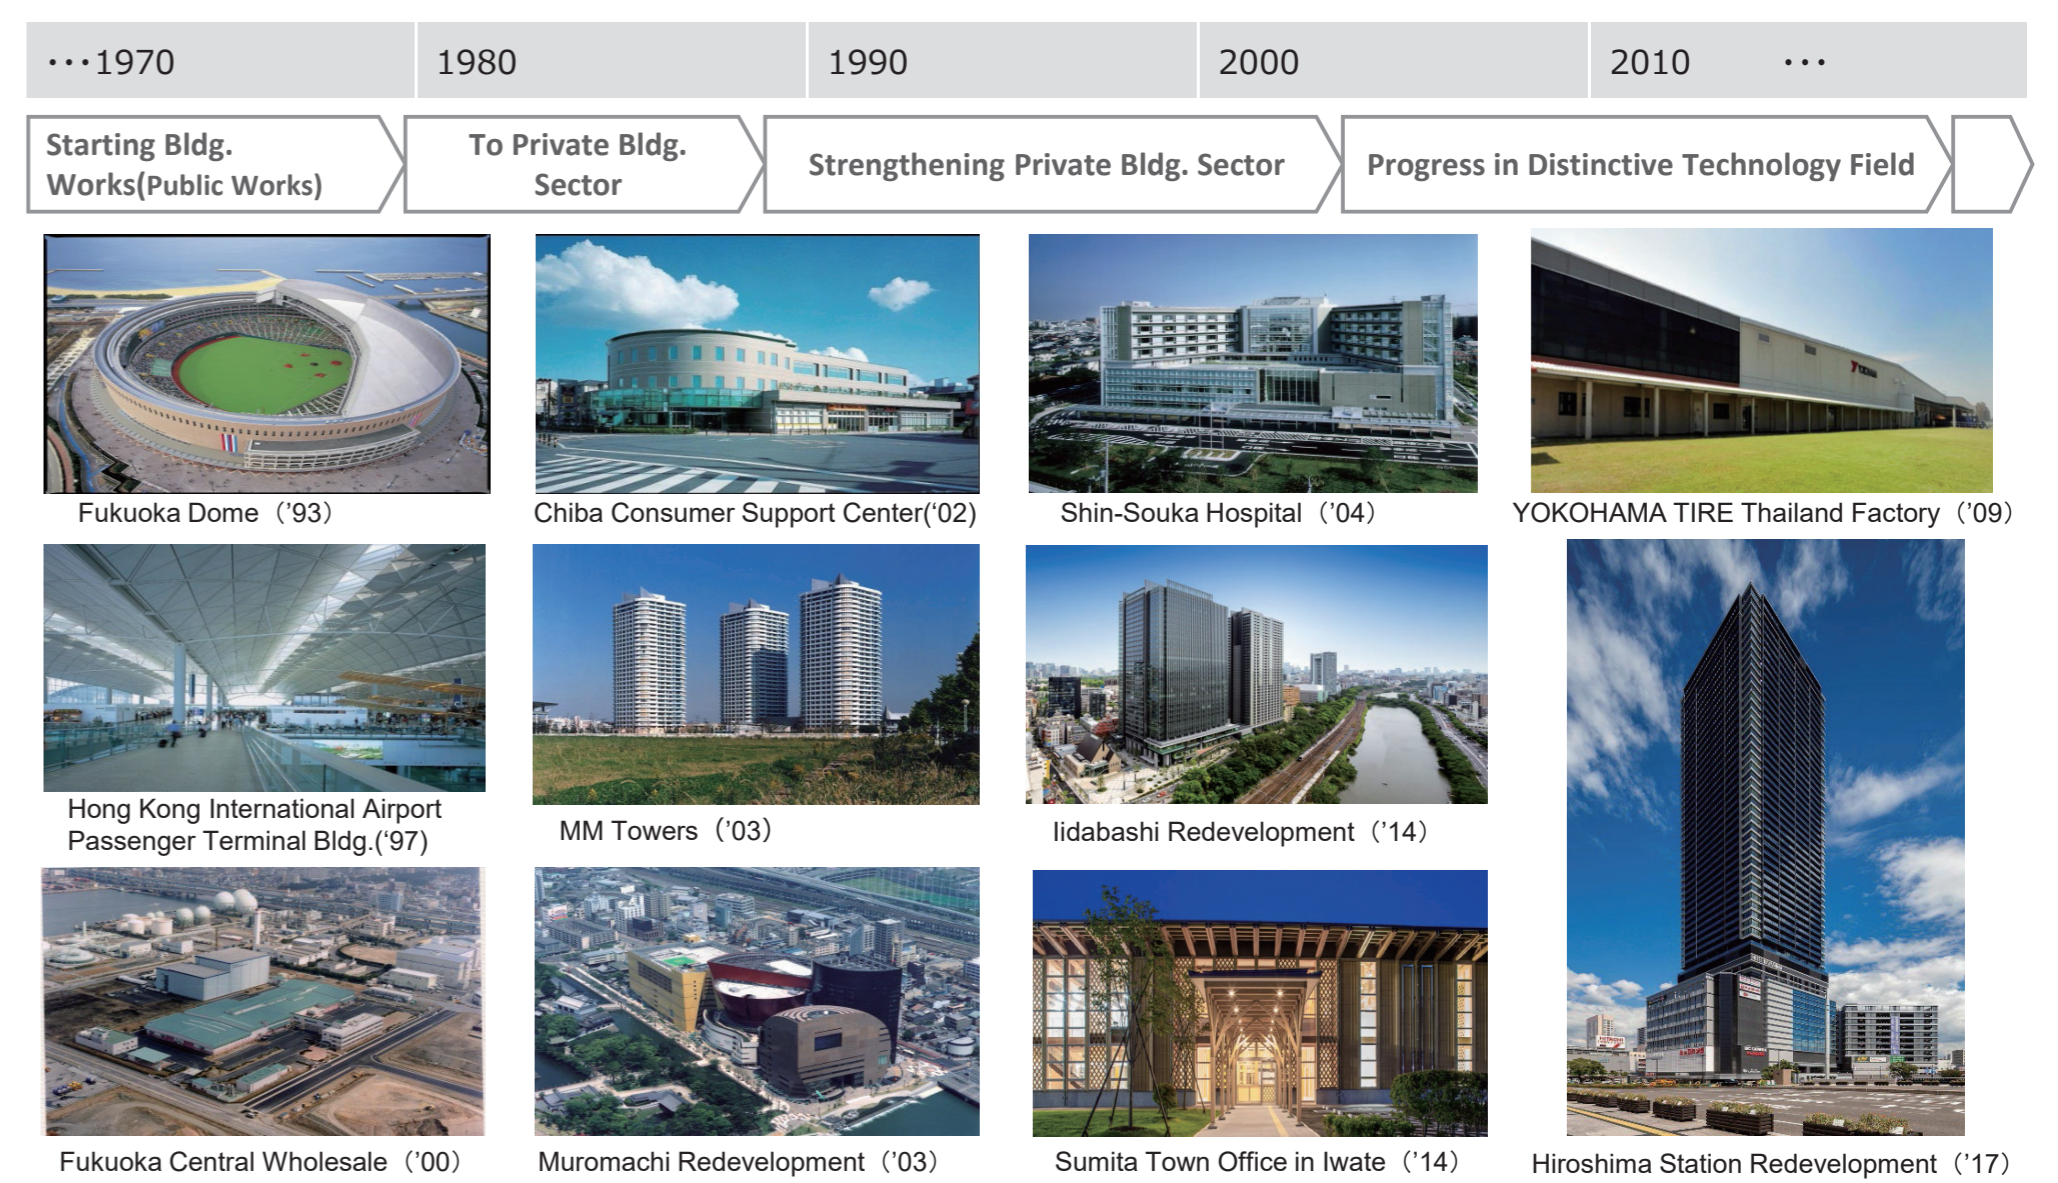 ···1970
1980
1990
2000
2010 ···
Starting Bldg.
Works(Public Works)
To Private Bldg.
Sector
Strengthening Private Bldg. Sector
Progress in Distinctive Technology Field
Fukuoka Dome（’93）
Chiba Consumer Support Center(‘02)
Shin-Souka Hospital（’04）
YOKOHAMA TIRE Thailand Factory（’09）
Hong Kong International Airport
Passenger Terminal Bldg.(‘97)
MM Towers（’03）
Iidabashi Redevelopment（’14）
HITACHI
Fukuoka Central Wholesale（’00）
Muromachi Redevelopment（’03）
Sumita Town Office in Iwate（’14）
Hiroshima Station Redevelopment（’17）